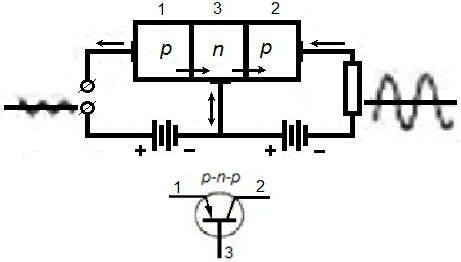 1 3 2
p n p
+ − + −
p-n-p
1 2
3